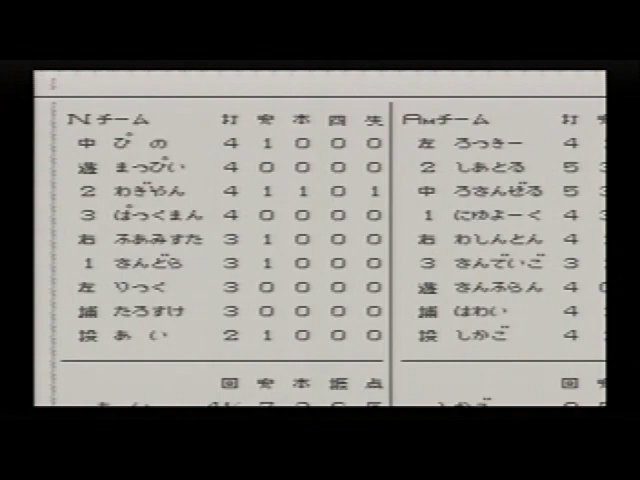 Nチーム 打 安 本 四 失 AMチーム 打
中 ぴの 4 1 0 0 0 左 ろっきー 4
遊 まっぴい 4 0 0 0 0 2 しあとる 5
2 わぎゃん 4 1 1 0 1 中 ろさんぜる 5
3 ぱっくまん 4 0 0 0 0 1 にゆよーく 4
右 ふぁみすた 3 1 0 0 0 右 わしんとん 4
1 さんどら 3 1 0 0 0 3 さんでいご 3
左 りっく 3 0 0 0 0 遊 さんふらん 4
捕 たろすけ 3 0 0 0 0 捕 はわい 4
投 あい 2 1 0 0 0 投 しかご 4
回 安 本 振 点 回